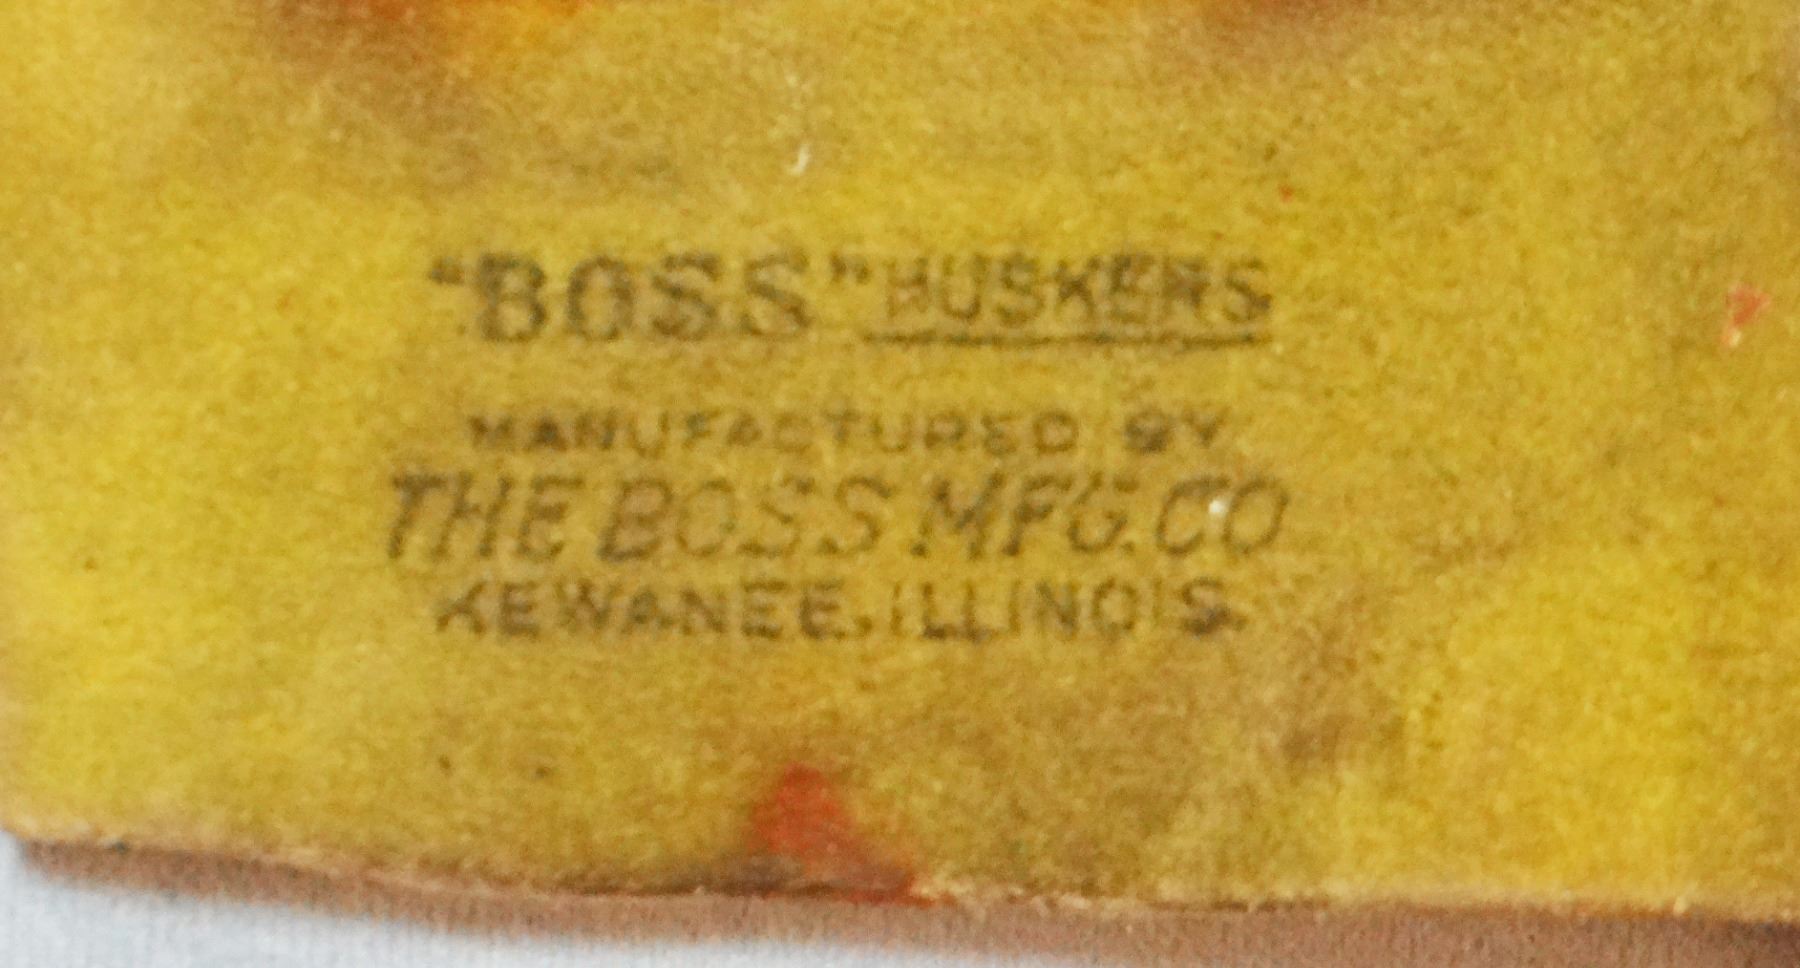 "BOSS" HUSKERS
MANUFACTURED BY
THE BOSS MFG. CO
KEWANEE, ILLINOIS.